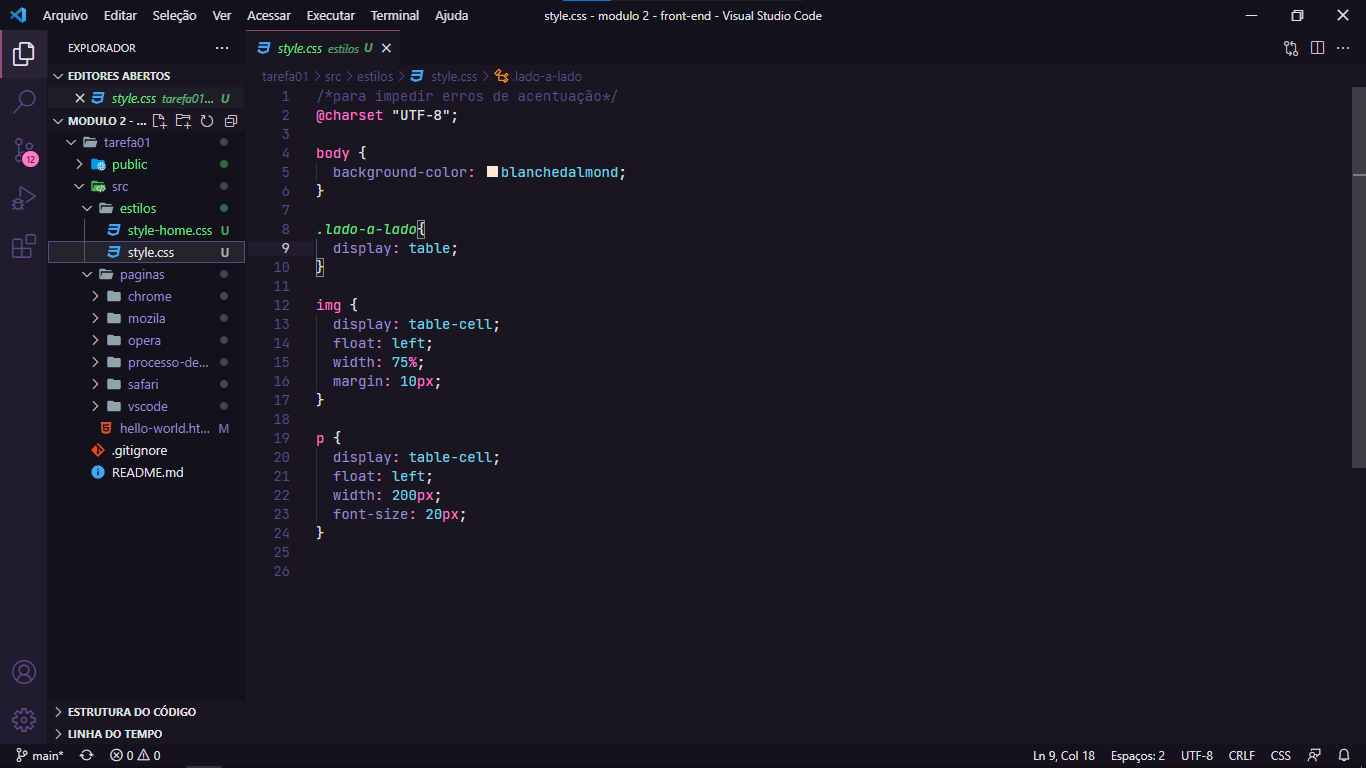 Arquivo Editar Seleção Ver Acessar Executar Terminal Ajuda style.css - modulo 2 - front-end - Visual Studio Code
EXPLORADOR
EDITORES ABERTOS
style.css tarefa01... U
MODULO 2 - ...
tarefa01
public
src
estilos
style-home.css U
style.css U
paginas
chrome
mozila
opera
processo-de...
safari
vscode
hello-world.ht... M
.gitignore
README.md
ESTRUTURA DO CÓDIGO
LINHA DO TEMPO
12
style.css estilos U
tarefa01 > src > estilos > style.css > .lado-a-lado
1 /*para impedir erros de acentuação*/
2 @charset "UTF-8";
3
4 body {
5 background-color: blanchedalmond;
6 }
7
8 .lado-a-lado{
9 display: table;
10 }
11
12 img {
13 display: table-cell;
14 float: left;
15 width: 75%;
16 margin: 10px;
17 }
18
19 p {
20 display: table-cell;
21 float: left;
22 width: 200px;
23 font-size: 20px;
24 }
25
26
main* 0 0 Ln 9, Col 18 Espaços: 2 UTF-8 CRLF CSS